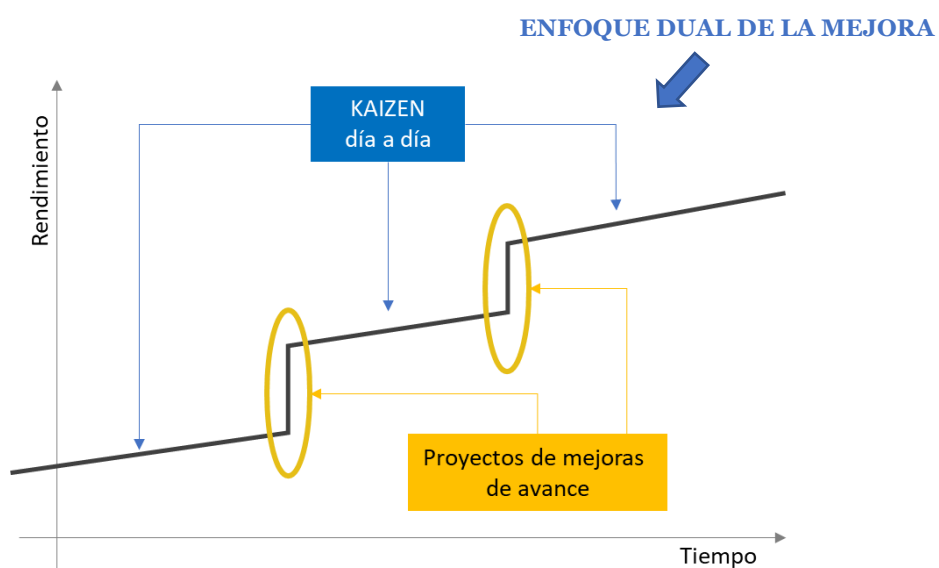 ENFOQUE DUAL DE LA MEJORA
KAIZEN
día a día
Rendimiento
Proyectos de mejoras
de avance
Tiempo